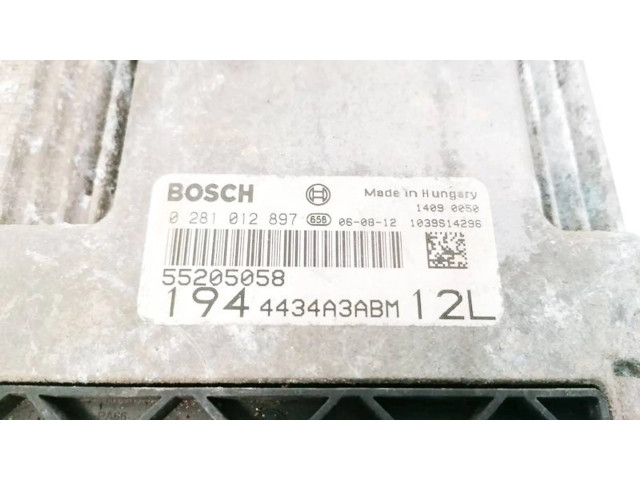 BOSCH Made in Hungary
1409 0050
0 281 012 897 658 06-08-12 1039S14296
55205058
194 4434A3ABM 12L